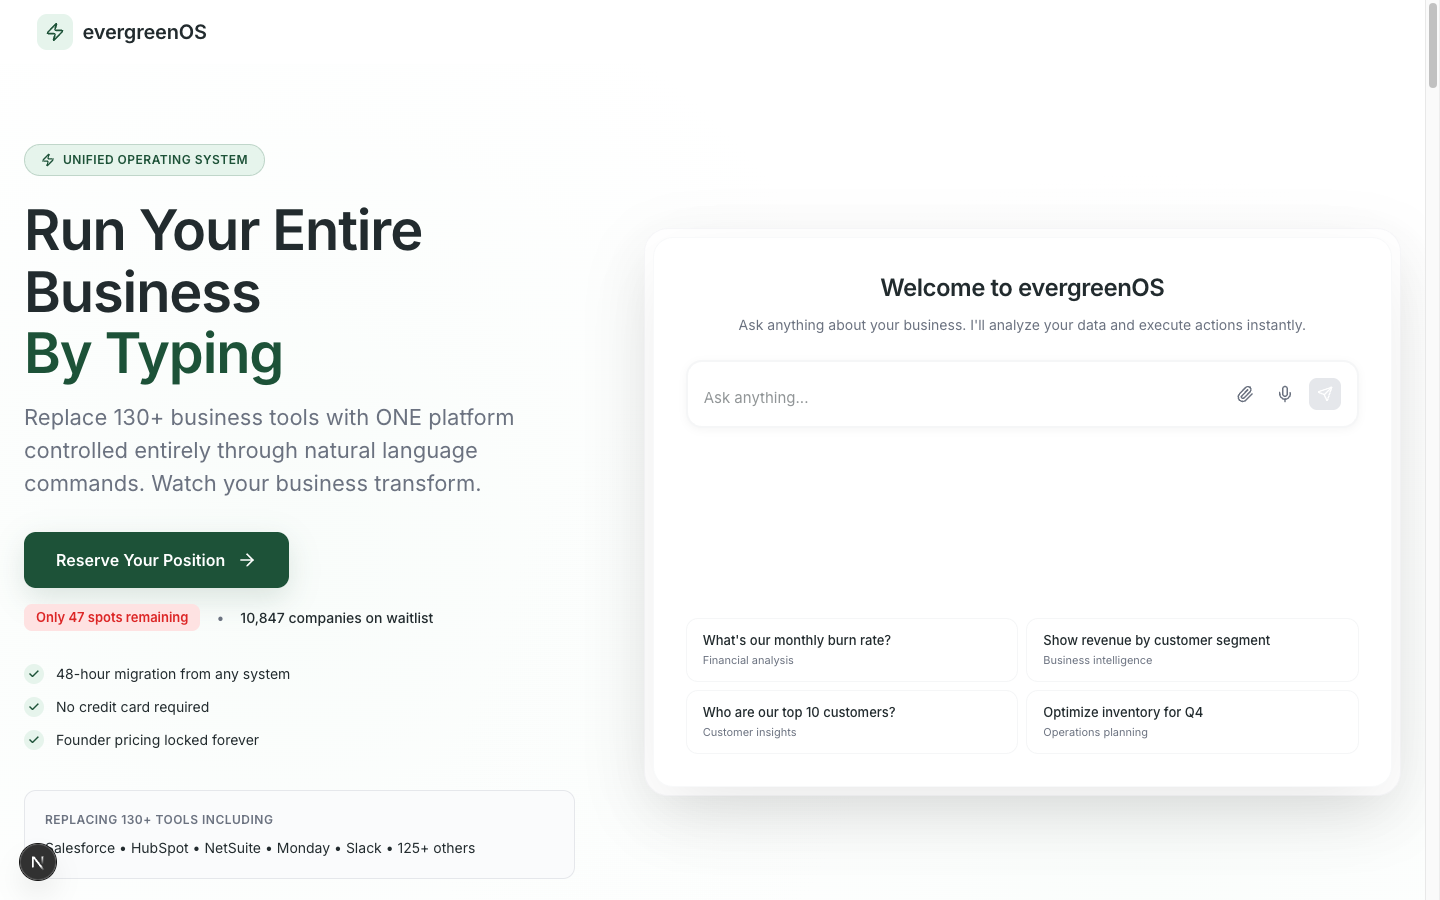 evergreenOS
UNIFIED OPERATING SYSTEM
Run Your Entire
Business
By Typing
Replace 130+ business tools with ONE platform
controlled entirely through natural language
commands. Watch your business transform.
Reserve Your Position
Only 47 spots remaining • 10,847 companies on waitlist
48-hour migration from any system
No credit card required
Founder pricing locked forever
REPLACING 130+ TOOLS INCLUDING
Salesforce • HubSpot • NetSuite • Monday • Slack • 125+ others
N
Welcome to evergreenOS
Ask anything about your business. I'll analyze your data and execute actions instantly.
Ask anything...
What's our monthly burn rate?
Financial analysis
Show revenue by customer segment
Business intelligence
Who are our top 10 customers?
Customer insights
Optimize inventory for Q4
Operations planning